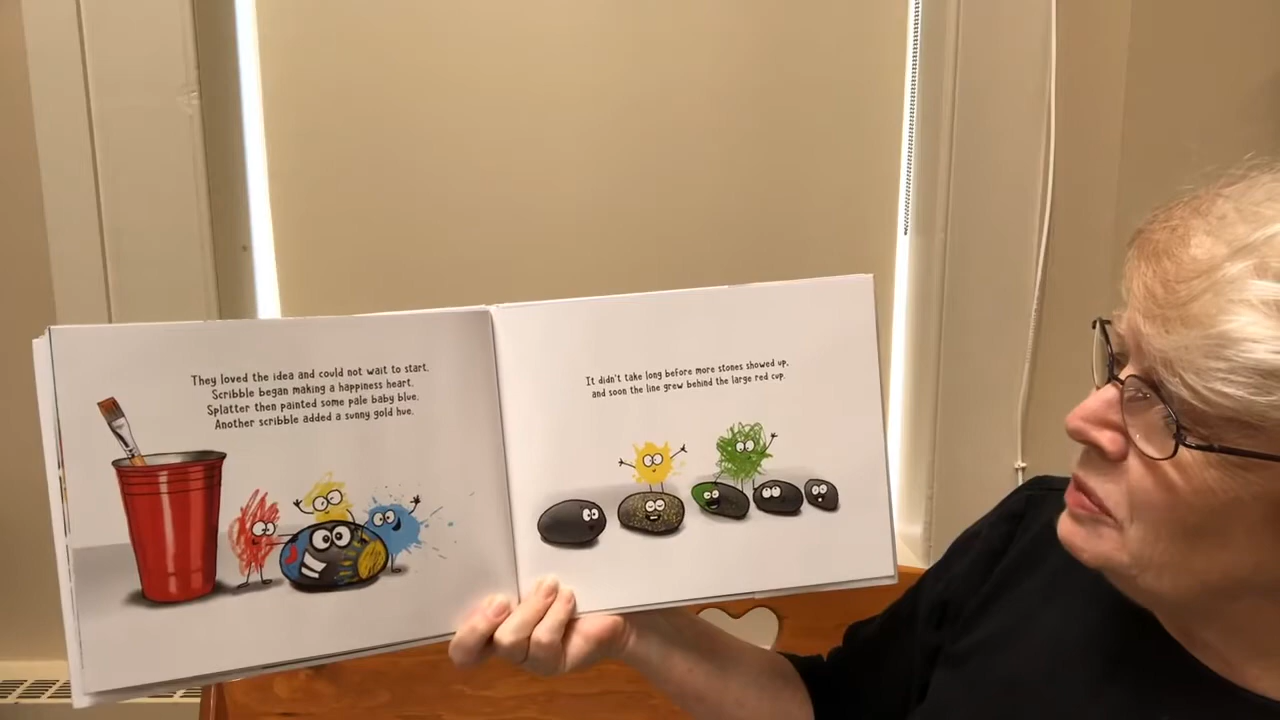 They loved the idea and could not wait to start.
Scribble began making a happiness heart.
Splatter then painted some pale baby blue.
Another scribble added a sunny gold hue.
It didn't take long before more stones showed up,
and soon the line grew behind the large red cup.